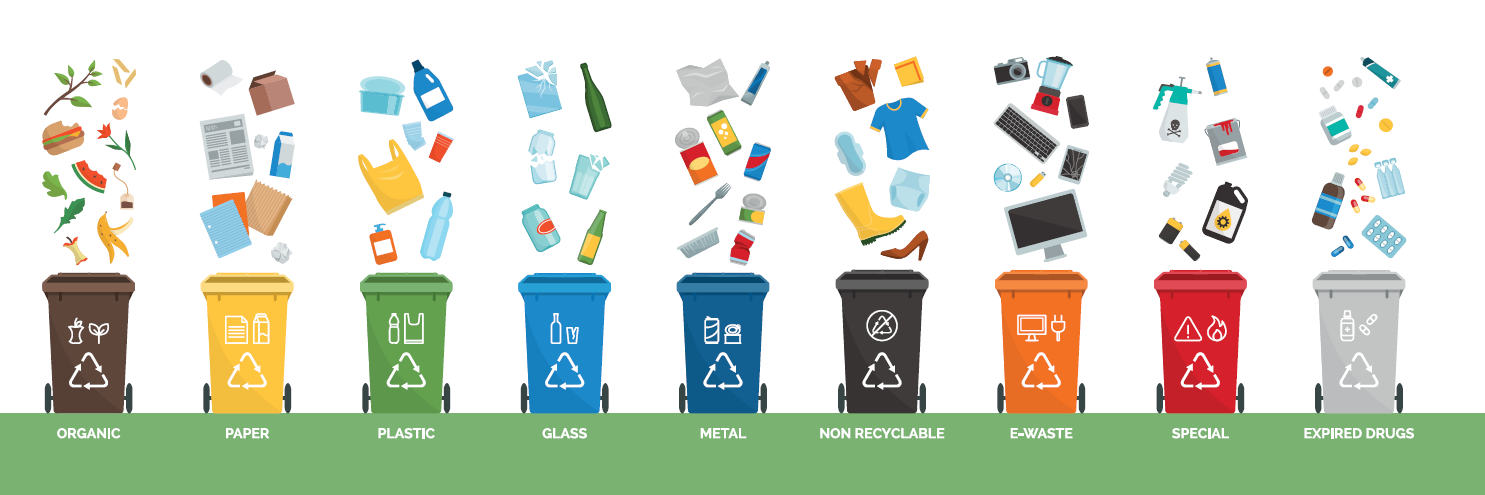 ORGANIC
PAPER
PLASTIC
GLASS
METAL
NON RECYCLABLE
E-WASTE
SPECIAL
EXPIRED DRUGS